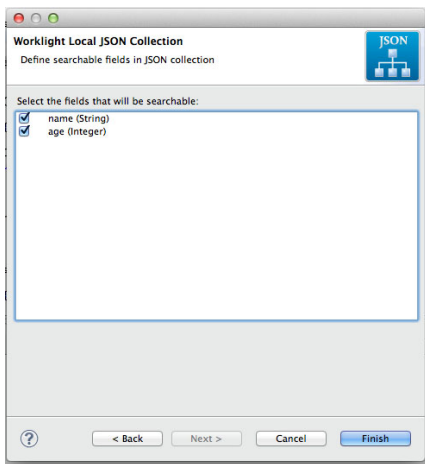 Worklight Local JSON Collection
Define searchable fields in JSON collection
JSON
Select the fields that will be searchable:
name (String)
age (Integer)
?
< Back
Next >
Cancel
Finish